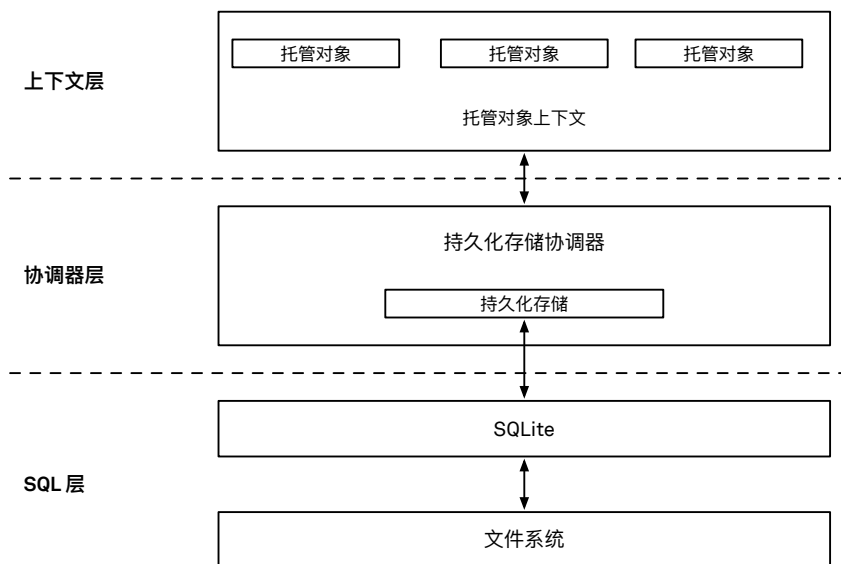 托管对象 托管对象 托管对象
上下文层
托管对象上下文
持久化存储协调器
协调器层
持久化存储
SQLite
SQL 层
文件系统